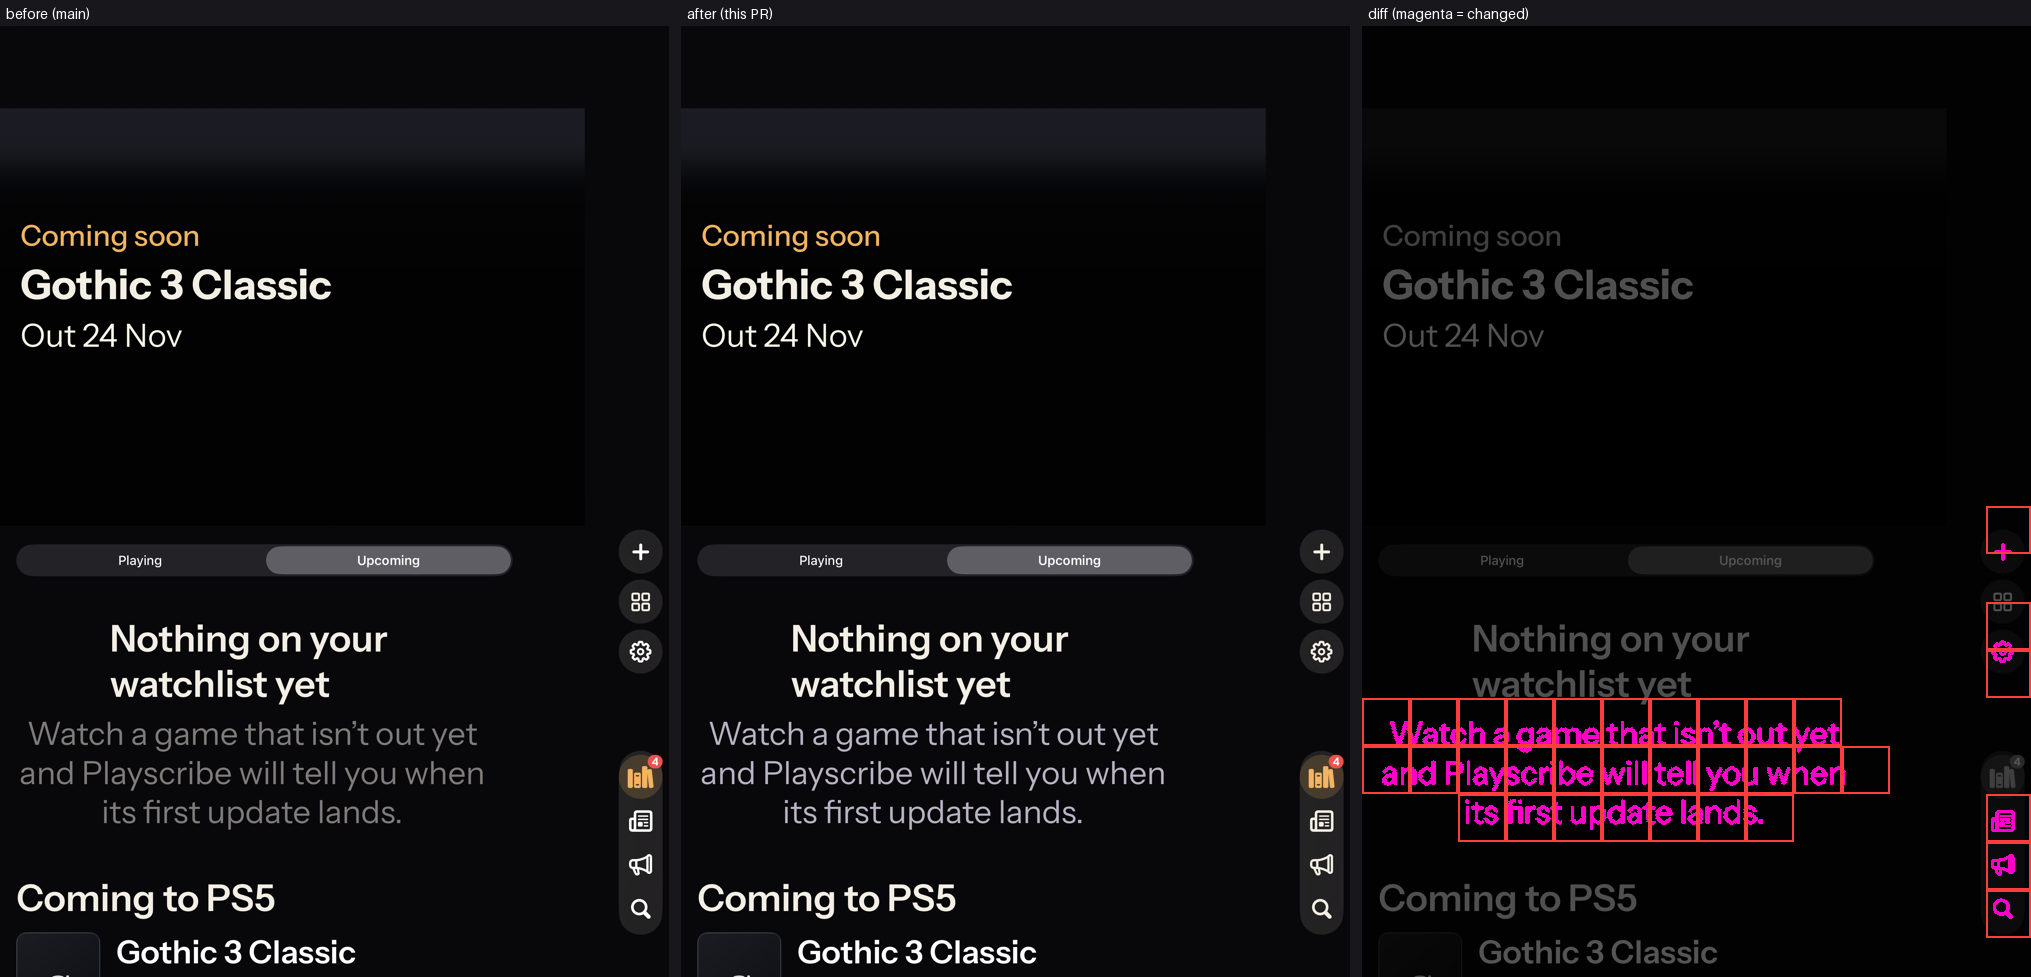 before (main)
Coming soon
Gothic 3 Classic
Out 24 Nov
Playing
Upcoming
Nothing on your
watchlist yet
Watch a game that isn’t out yet
and Playscribe will tell you when
its first update lands.
4
Coming to PS5
Gothic 3 Classic
after (this PR)
Coming soon
Gothic 3 Classic
Out 24 Nov
Playing
Upcoming
Nothing on your
watchlist yet
Watch a game that isn’t out yet
and Playscribe will tell you when
its first update lands.
4
Coming to PS5
Gothic 3 Classic
diff (magenta = changed)
Coming soon
Gothic 3 Classic
Out 24 Nov
Playing
Upcoming
Nothing on your
watchlist yet
Watch a game that isn’t out yet
and Playscribe will tell you when
its first update lands.
4
Coming to PS5
Gothic 3 Classic